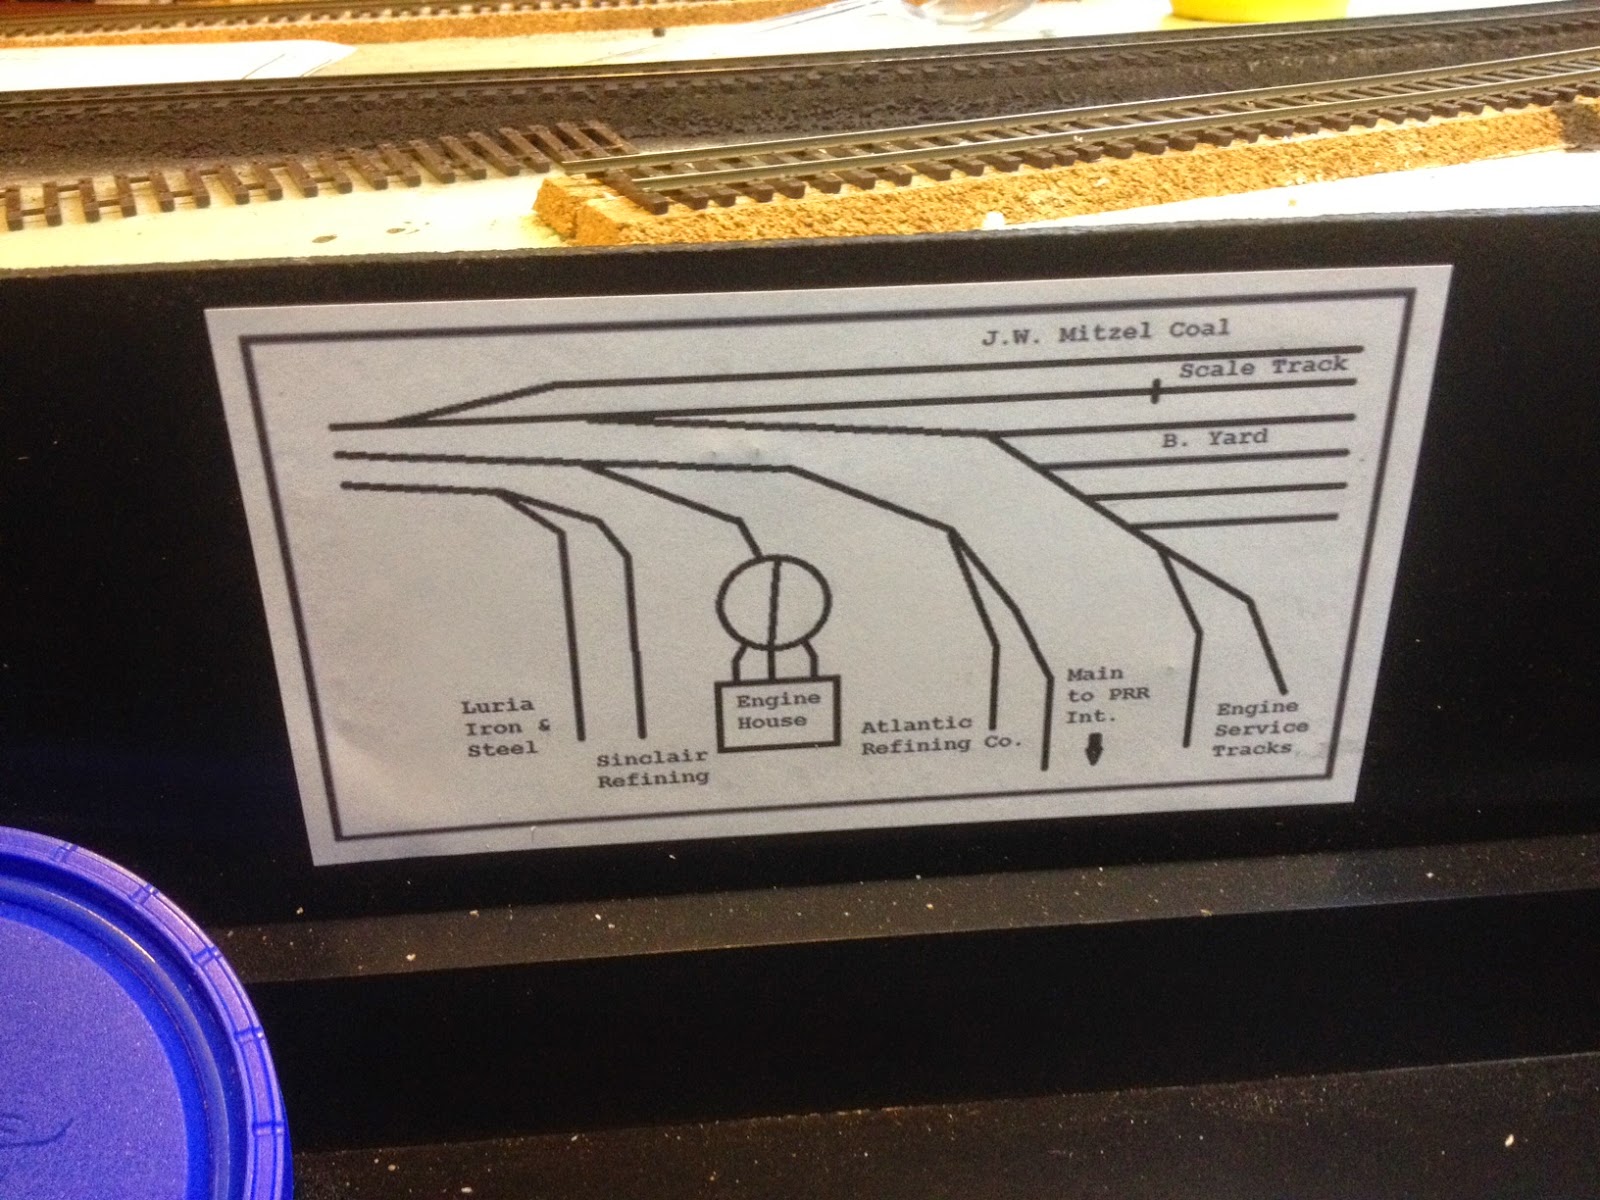 J.W. Mitzel Coal
Scale Track
B. Yard
Luria
Iron &
Steel
Sinclair
Refining
Engine
House
Atlantic
Refining Co.
Main
to PRR
Int.
Engine
Service
Tracks